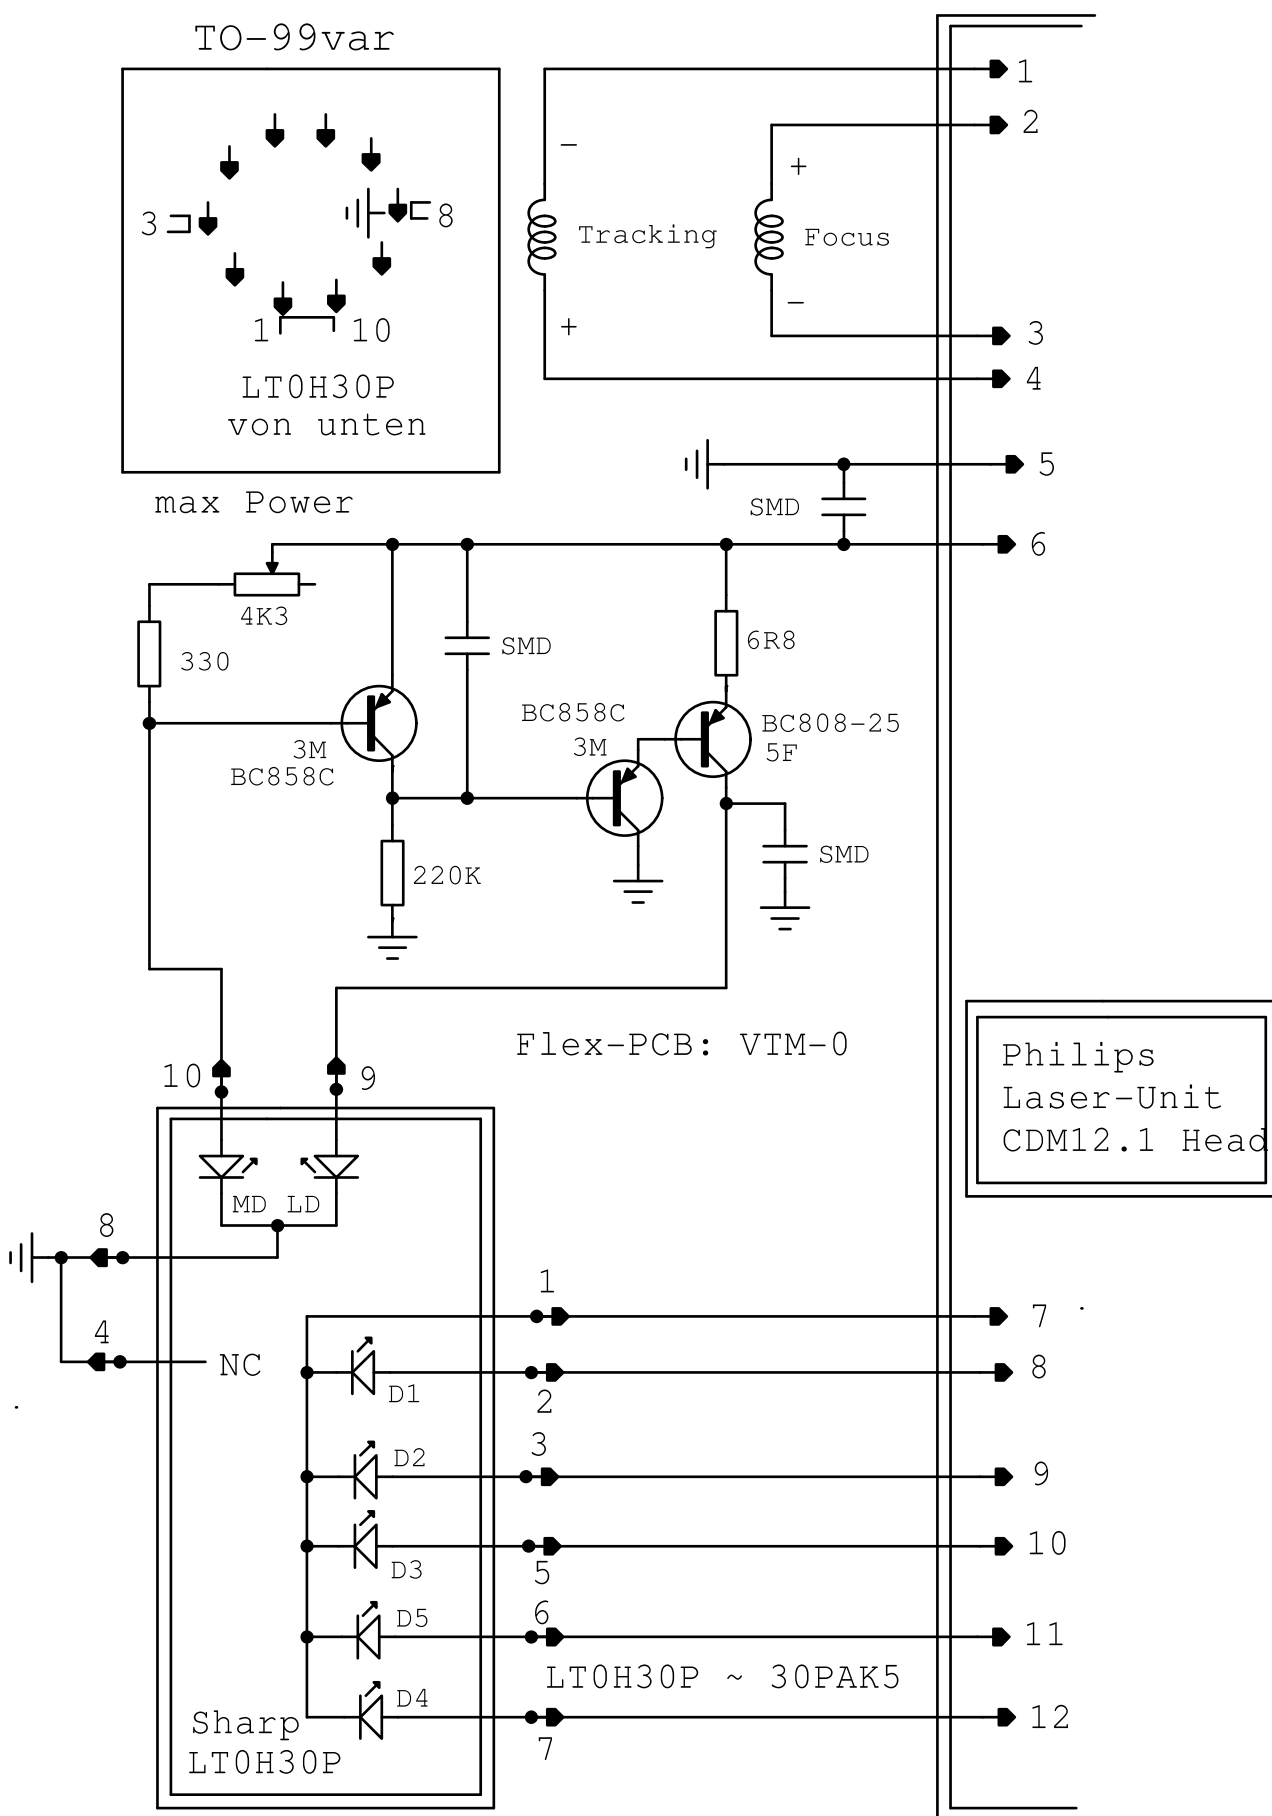 TO-99var
1
2
-
+
3
8
Tracking
Focus
-
+
1
10
3
4
LT0H30P
von unten
5
max Power
SMD
6
4K3
330
SMD
6R8
BC858C
BC808-25
3M
3M
5F
BC858C
220K
SMD
Flex-PCB: VTM-0
Philips
Laser-Unit
CDM12.1 Head
10
9
MD
LD
8
1
7
4
NC
D1
2
8
3
D2
9
D3
5
10
6
D5
11
LT0H30P ~ 30PAK5
D4
7
12
Sharp
LT0H30P